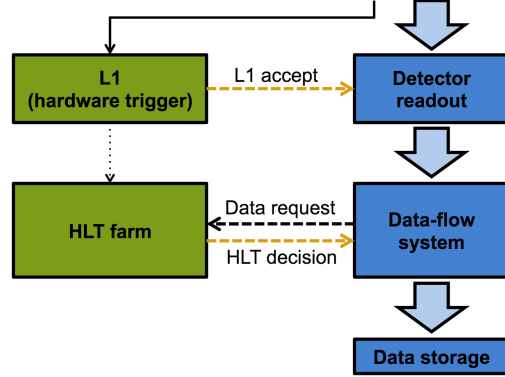 L1
(hardware trigger)
L1 accept
Detector
readout
HLT farm
Data request
HLT decision
Data-flow
system
Data storage